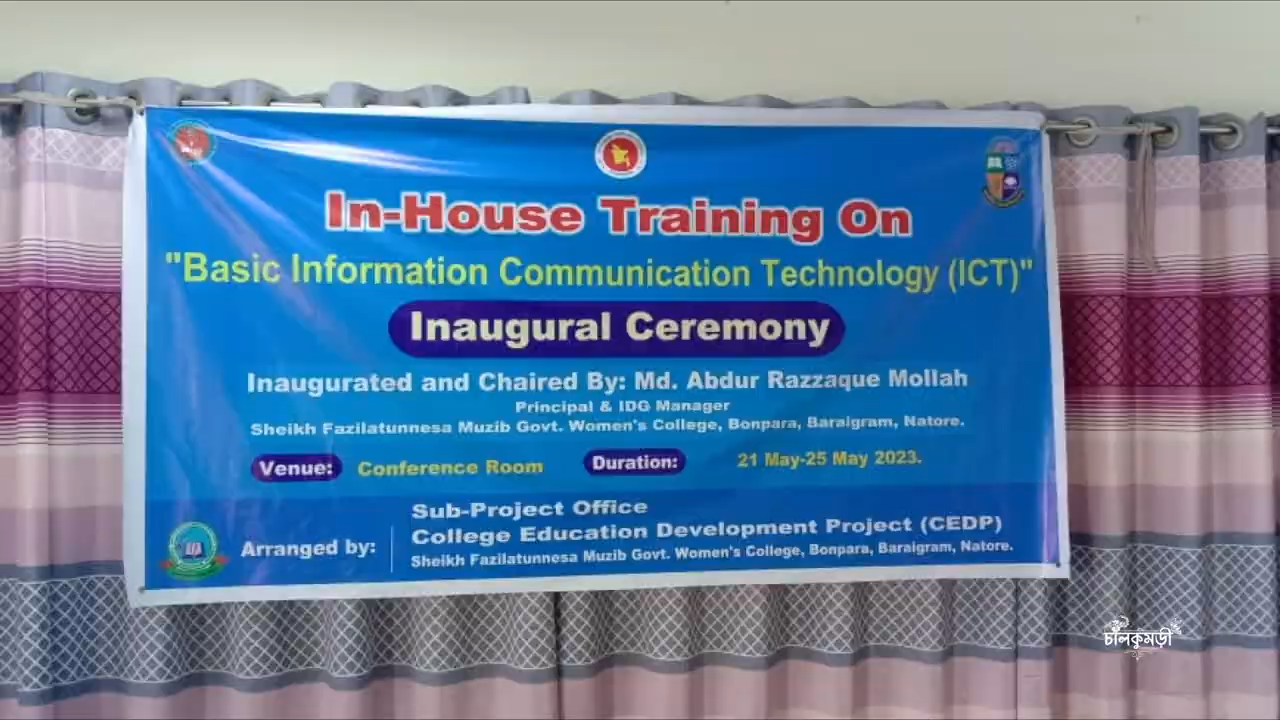 In-House Training On
"Basic Information Communication Technology (ICT)"
Inaugural Ceremony
Inaugurated and Chaired By: Md. Abdur Razzaque Mollah
Principal & IDG Manager
Sheikh Fazilatunnesa Muzib Govt. Women's College, Bonpara, Baraigram, Natore.
Venue: Conference Room Duration: 21 May-25 May 2023.
Arranged by:
Sub-Project Office
College Education Development Project (CEDP)
Sheikh Fazilatunnesa Muzib Govt. Women's College, Bonpara, Baraigram, Natore.
চালকুমড়ী